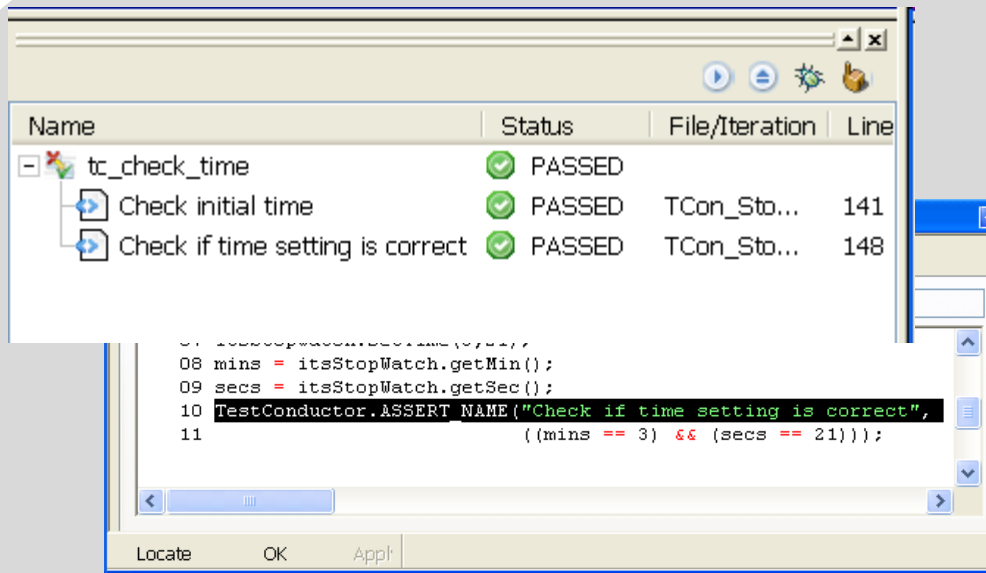 Name Status File/Iteration Line
tc_check_time PASSED
Check initial time PASSED TCon_Sto... 141
Check if time setting is correct PASSED TCon_Sto... 148
08 mins = itsStopWatch.getMin();
09 secs = itsStopWatch.getSec();
10 TestConductor.ASSERT_NAME("Check if time setting is correct",
11 ((mins == 3) && (secs == 21)));
Locate OK Appl